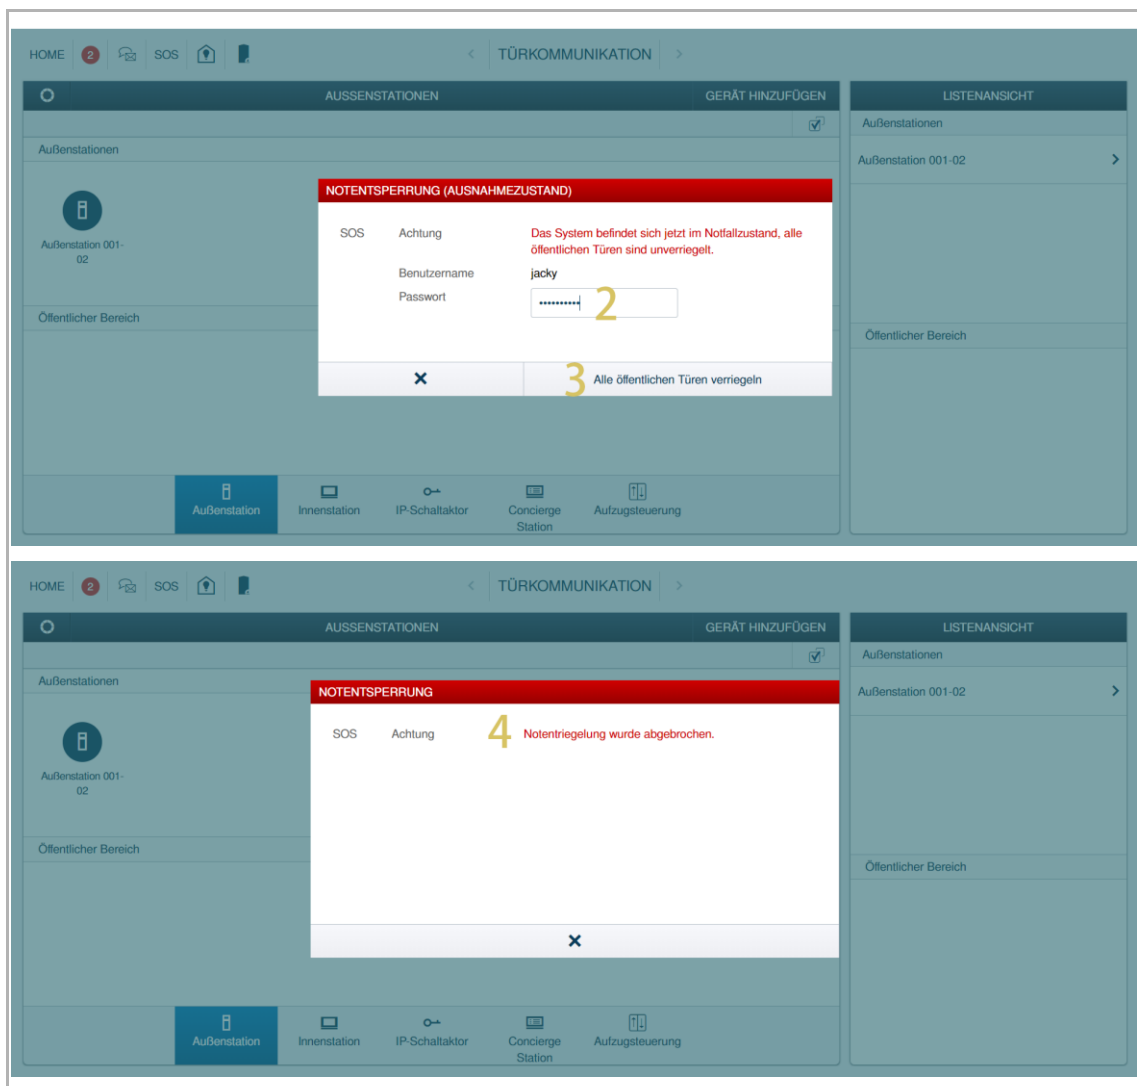 HOME 2 SOS < TÜRKOMMUNIKATION >
AUSSENSTATIONEN GERÄT HINZUFÜGEN LISTENANSICHT
Außenstationen
Außenstationen
Außenstation 001-02
NOTENTSPERRUNG (AUSNAHMEZUSTAND)
SOS Achtung Das System befindet sich jetzt im Notfallzustand, alle
öffentlichen Türen sind unverriegelt.
Außenstation 001-
02
Benutzername jacky
Passwort •••••••••• 2
Öffentlicher Bereich
Öffentlicher Bereich
3 Alle öffentlichen Türen verriegeln
Außenstation Innenstation IP-Schaltaktor Concierge
Station Aufzugsteuerung
HOME 2 SOS < TÜRKOMMUNIKATION >
AUSSENSTATIONEN GERÄT HINZUFÜGEN LISTENANSICHT
Außenstationen
Außenstationen
Außenstation 001-02
NOTENTSPERRUNG
SOS Achtung 4 Notentriegelung wurde abgebrochen.
Außenstation 001-
02
Öffentlicher Bereich
Öffentlicher Bereich
Außenstation Innenstation IP-Schaltaktor Concierge
Station Aufzugsteuerung